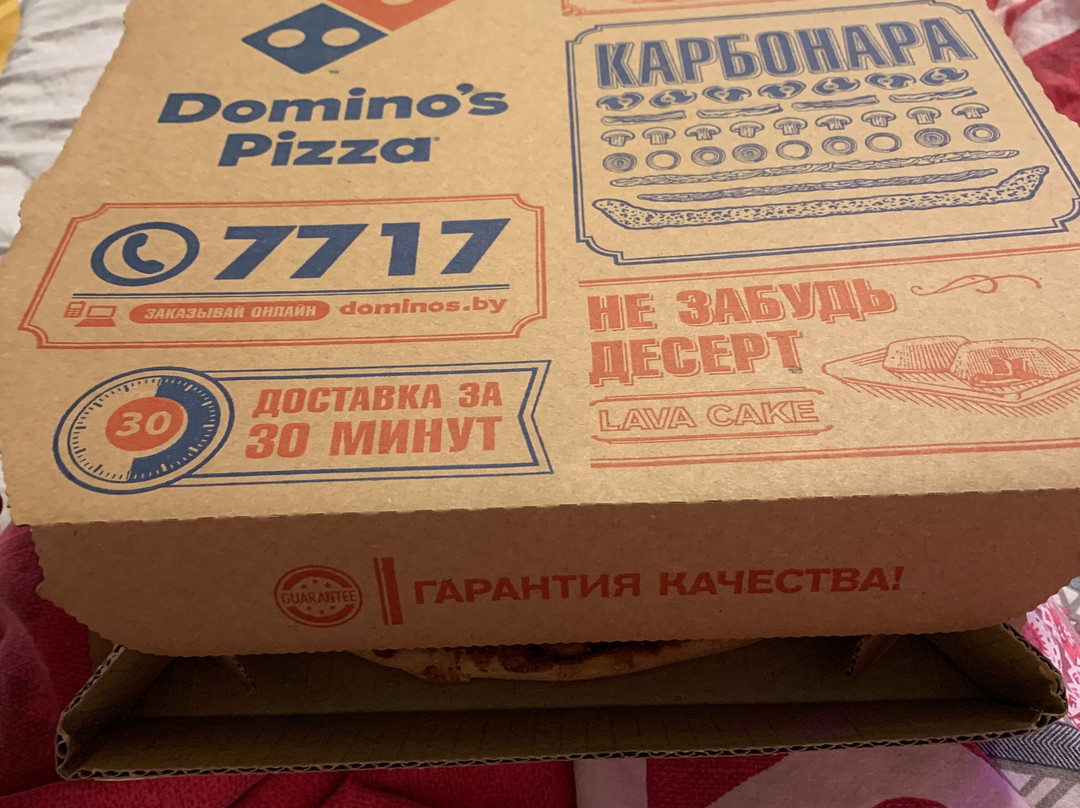 Domino's
Pizza
7717
ЗАКАЗЫВАЙ ОНЛАЙН dominos.by
30
ДОСТАВКА ЗА
30 МИНУТ
КАРБОНАРА
НЕ ЗАБУДЬ
ДЕСЕРТ
LAVA CAKE
GUARANTEE
ГАРАНТИЯ КАЧЕСТВА!